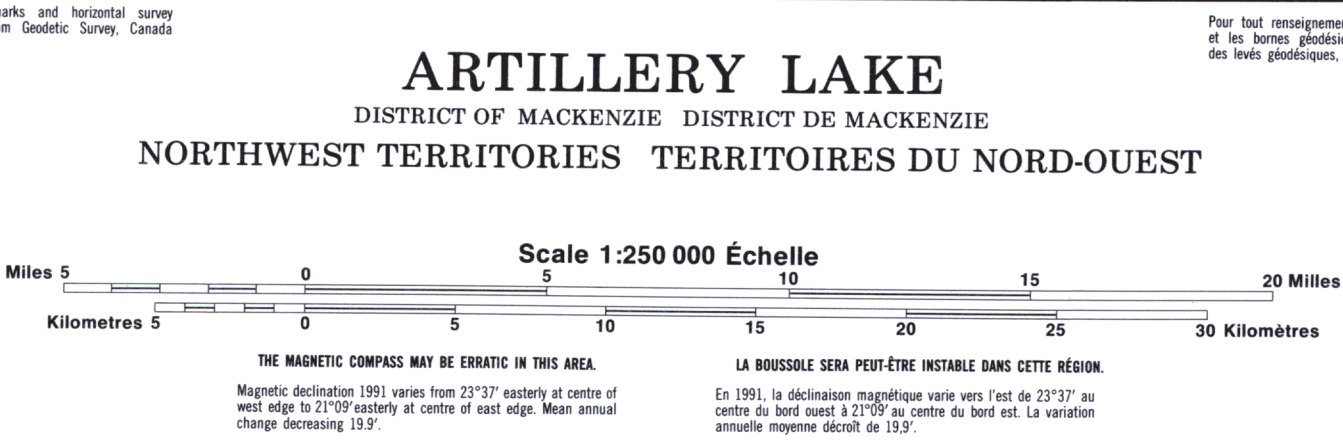 and horizontal survey
Geodetic Survey, Canada
Pour tout
et les bornes
des levés géodésiques,
ARTILLERY LAKE
DISTRICT OF MACKENZIE DISTRICT DE MACKENZIE
NORTHWEST TERRITORIES TERRITOIRES DU NORD-OUEST
Scale 1:250 000 Échelle
Miles 5 0 5 10 15 20 Milles
Kilometres 5 0 5 10 15 20 25 30 Kilomètres
THE MAGNETIC COMPASS MAY BE ERRATIC IN THIS AREA.
Magnetic declination 1991 varies from 23°37' easterly at centre of
west edge to 21°09' easterly at centre of east edge. Mean annual
change decreasing 19.9'.
LA BOUSSOLE SERA PEUT-ÊTRE INSTABLE DANS CETTE RÉGION.
En 1991, la déclinaison magnétique varie vers l'est de 23°37' au
centre du bord ouest à 21°09' au centre du bord est. La variation
annuelle moyenne décroît de 19,9'.